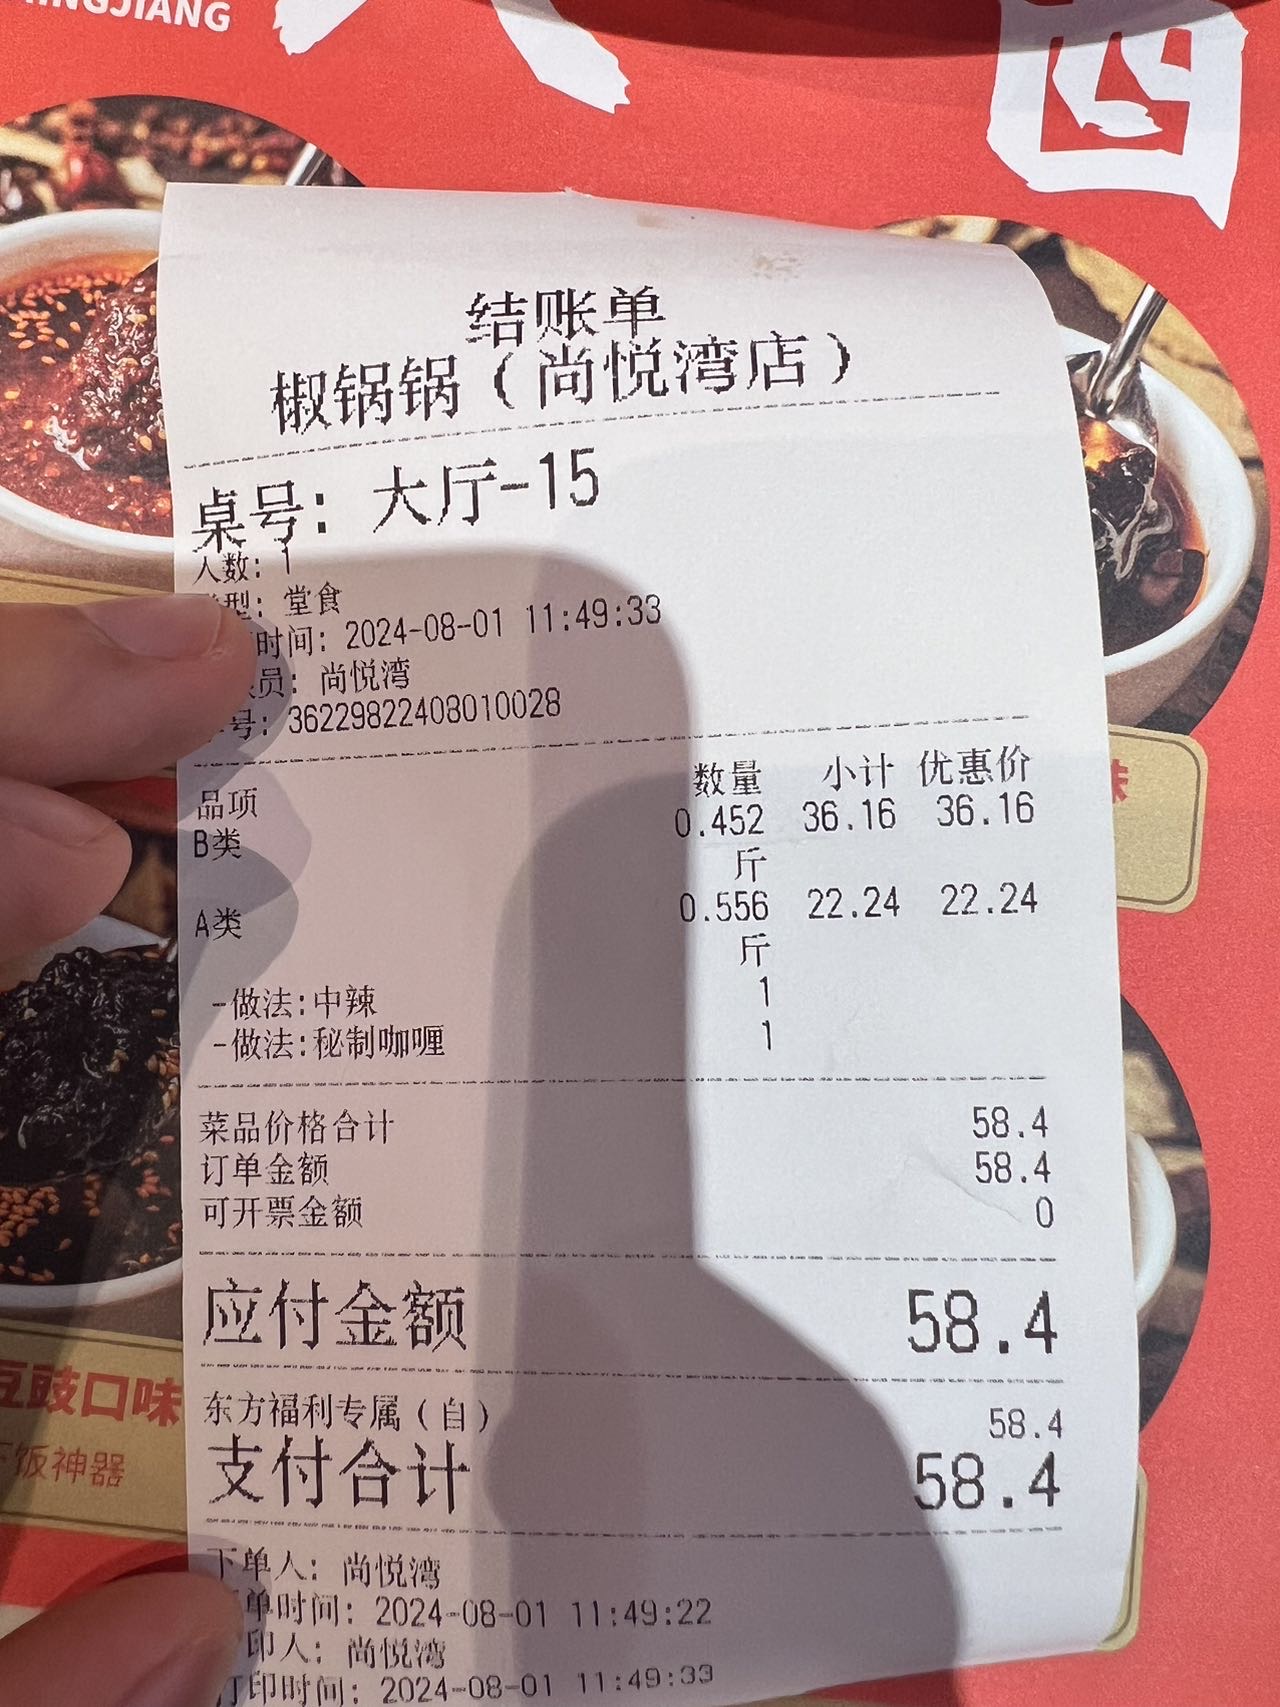 NGJIANG
西
结账单
椒锅锅（尚悦湾店）
桌号: 大厅-15
人数: 1
型: 堂食
时间: 2024-08-01 11:49:33
员: 尚悦湾
号: 36229822408010028
品项 数量 小计 优惠价
B类 0.452 36.16 36.16
斤
A类 0.556 22.24 22.24
斤
-做法:中辣 1
-做法:秘制咖喱 1
菜品价格合计 58.4
订单金额 58.4
可开票金额 0
应付金额 58.4
东方福利专属（自） 58.4
支付合计 58.4
下单人: 尚悦湾
单时间: 2024-08-01 11:49:22
印人: 尚悦湾
打印时间: 2024-08-01 11:49:33
味
豆豉口味
下饭神器